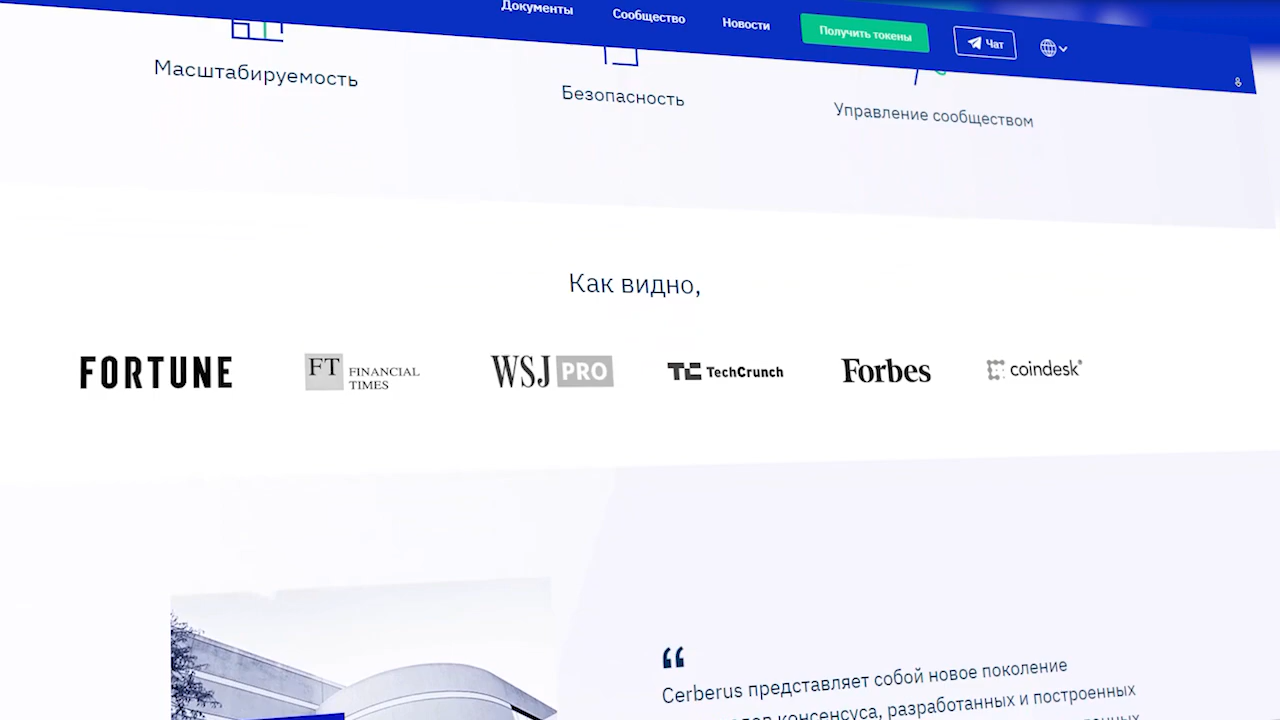 Документы
Сообщество
Новости
Получить токены
Чат
Масштабируемость
Безопасность
Управление сообществом
Как видно,
FORTUNE
FT FINANCIAL
TIMES
WSJ PRO
TC TechCrunch
Forbes
coindesk
“
Cerberus представляет собой новое поколение
консенсуса, разработанных и построенных